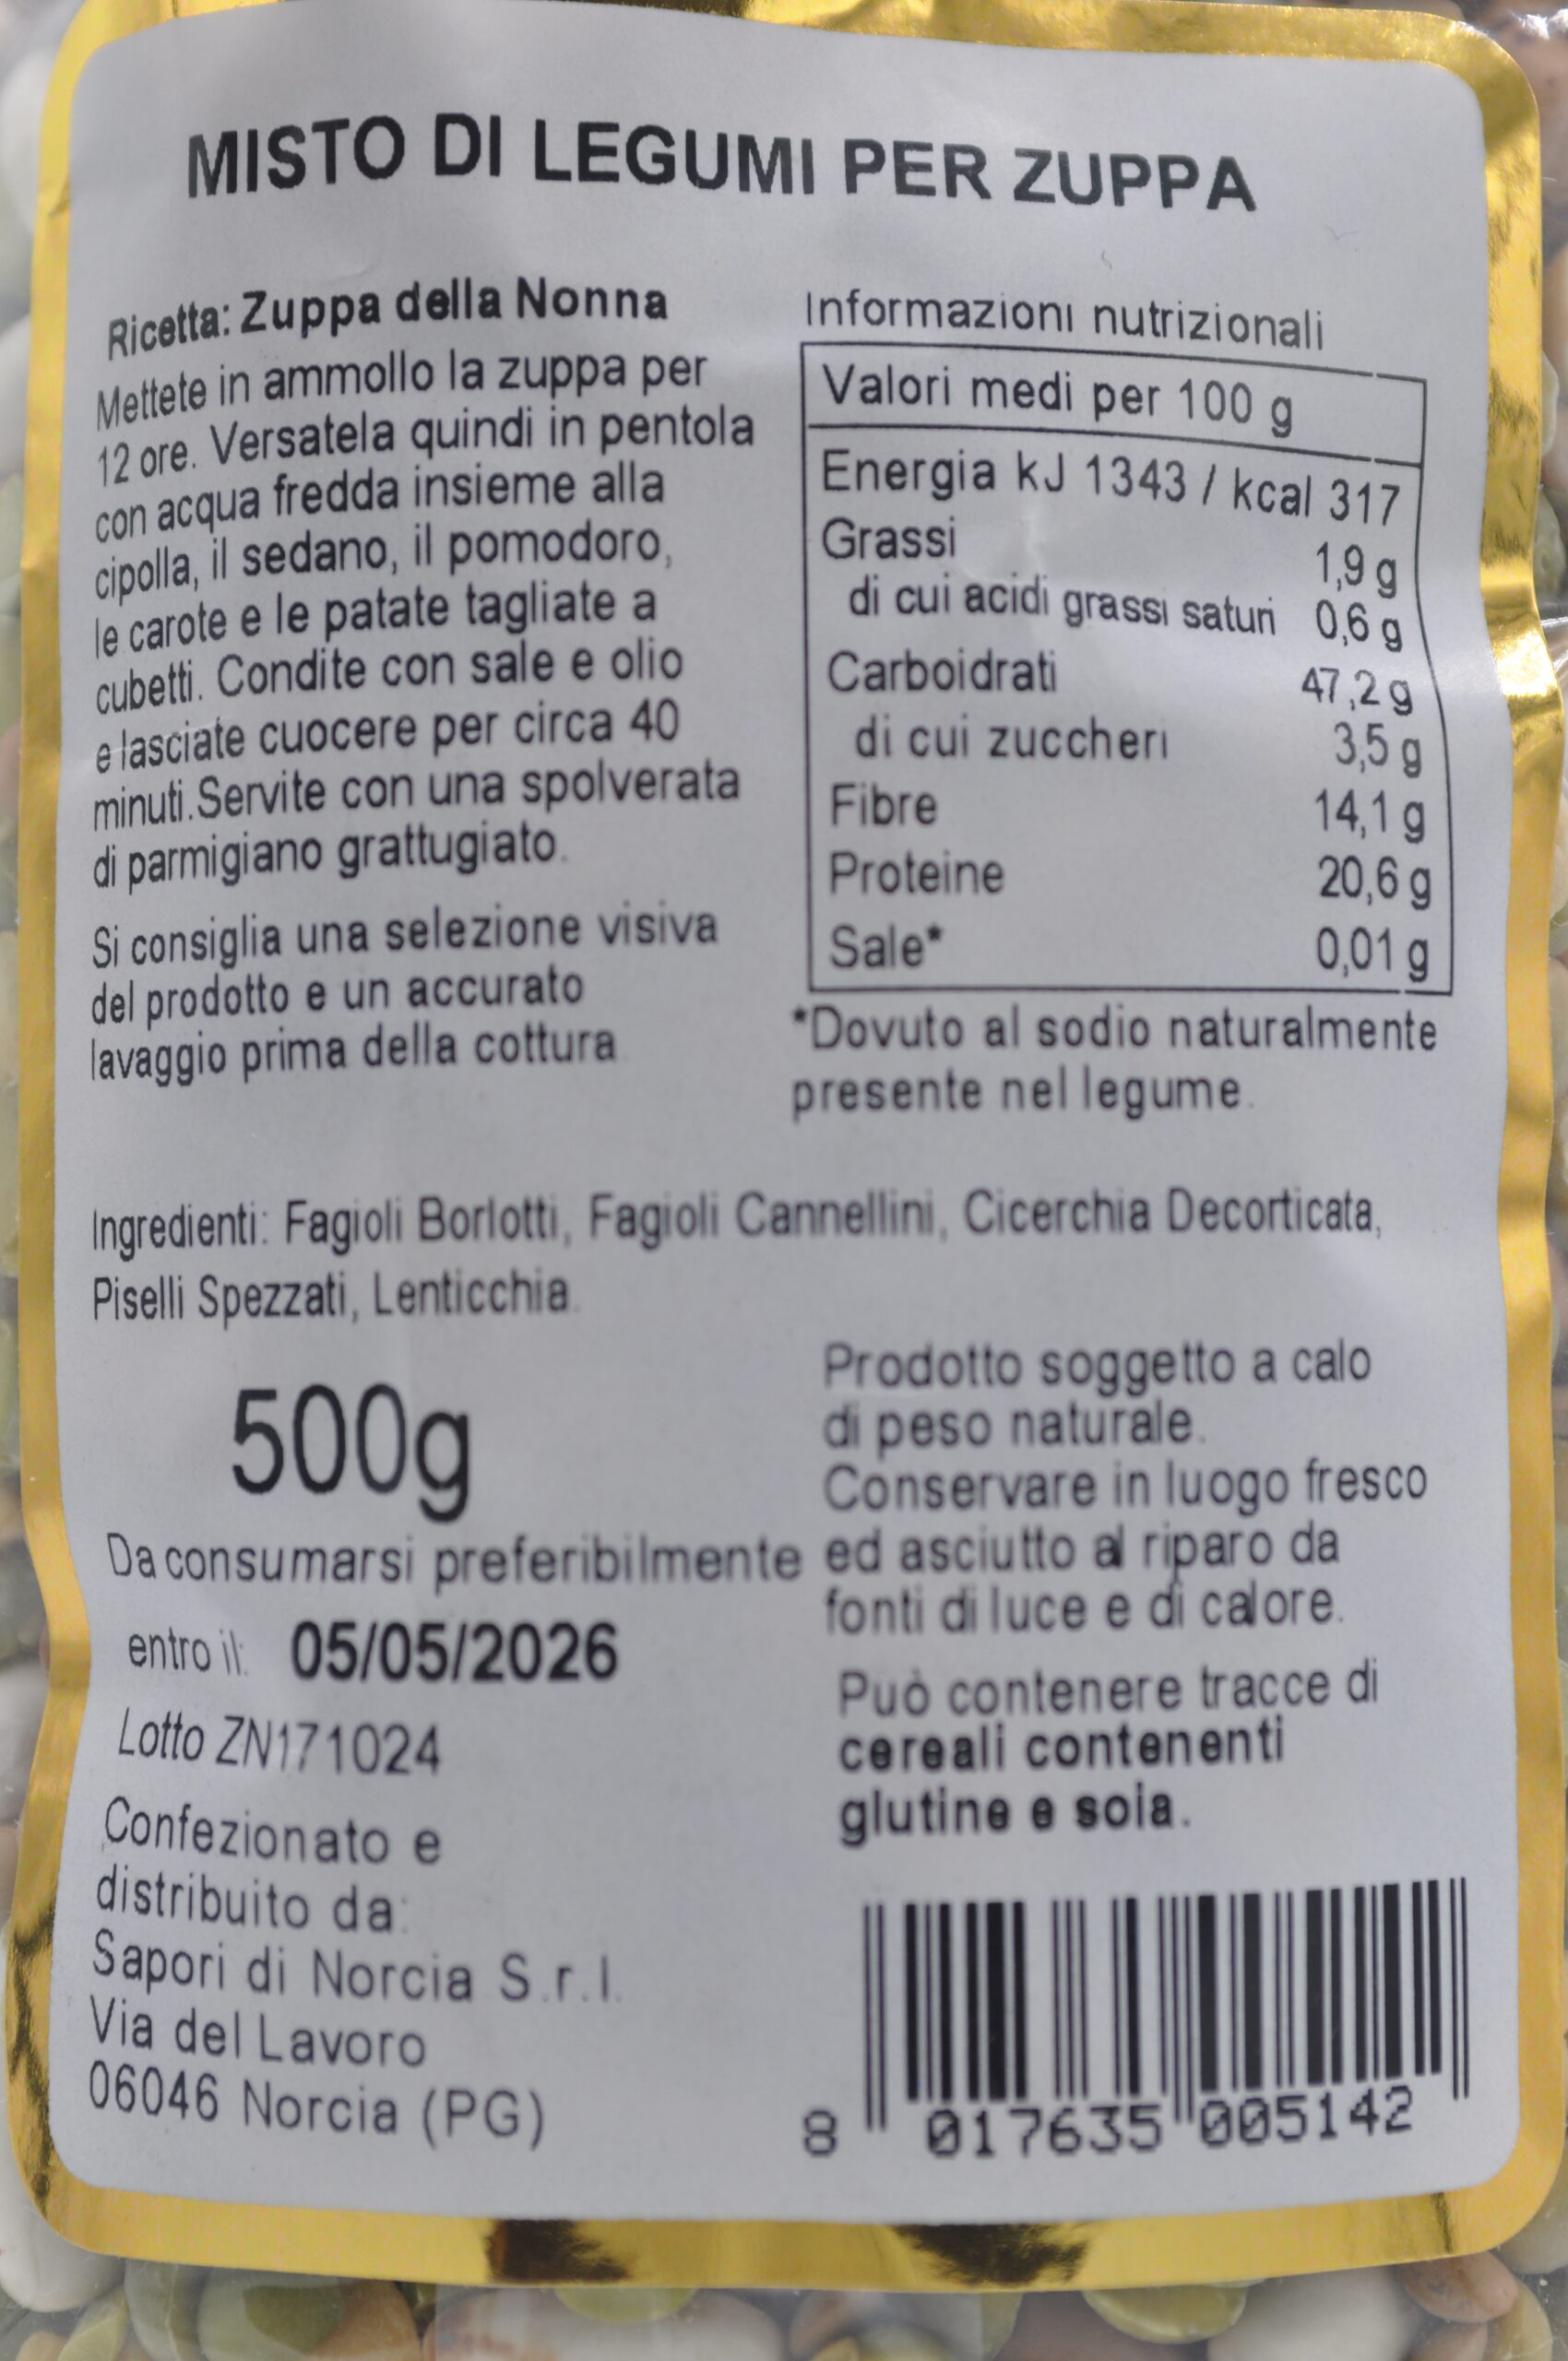 MISTO DI LEGUMI PER ZUPPA
Ricetta: Zuppa della Nonna
Mettete in ammollo la zuppa per
12 ore. Versatela quindi in pentola
con acqua fredda insieme alla
cipolla, il sedano, il pomodoro,
le carote e le patate tagliate a
cubetti. Condite con sale e olio
e lasciate cuocere per circa 40
minuti. Servite con una spolverata
di parmigiano grattugiato.
Si consiglia una selezione visiva
del prodotto e un accurato
lavaggio prima della cottura
Informazioni nutrizionali
Valori medi per 100 g
Energia kJ 1343 / kcal 317
Grassi 1,9 g
di cui acidi grassi saturi 0,6 g
Carboidrati 47,2 g
di cui zuccheri 3,5 g
Fibre 14,1 g
Proteine 20,6 g
Sale* 0,01 g
*Dovuto al sodio naturalmente
presente nel legume.
Ingredienti: Fagioli Borlotti, Fagioli Cannellini, Cicerchia Decorticata,
Piselli Spezzati, Lenticchia.
500g
Da consumarsi preferibilmente
entro il: 05/05/2026
Lotto ZN171024
Confezionato e
distribuito da:
Sapori di Norcia S.r.l.
Via del Lavoro
06046 Norcia (PG)
Prodotto soggetto a calo
di peso naturale.
Conservare in luogo fresco
ed asciutto al riparo da
fonti di luce e di calore.
Può contenere tracce di
cereali contenenti
glutine e soia.
8 017635 005142